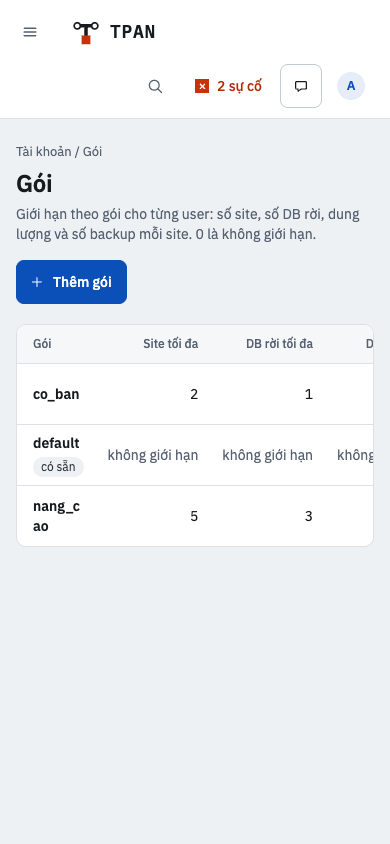 TPAN
2 sự cố
A
Tài khoản / Gói
Gói
Giới hạn theo gói cho từng user: số site, số DB rời, dung
lượng và số backup mỗi site. 0 là không giới hạn.
Thêm gói
Gói Site tối đa DB rời tối đa D
co_ban 2 1
default
có sẵn không giới hạn không giới hạn không
nang_c
ao 5 3